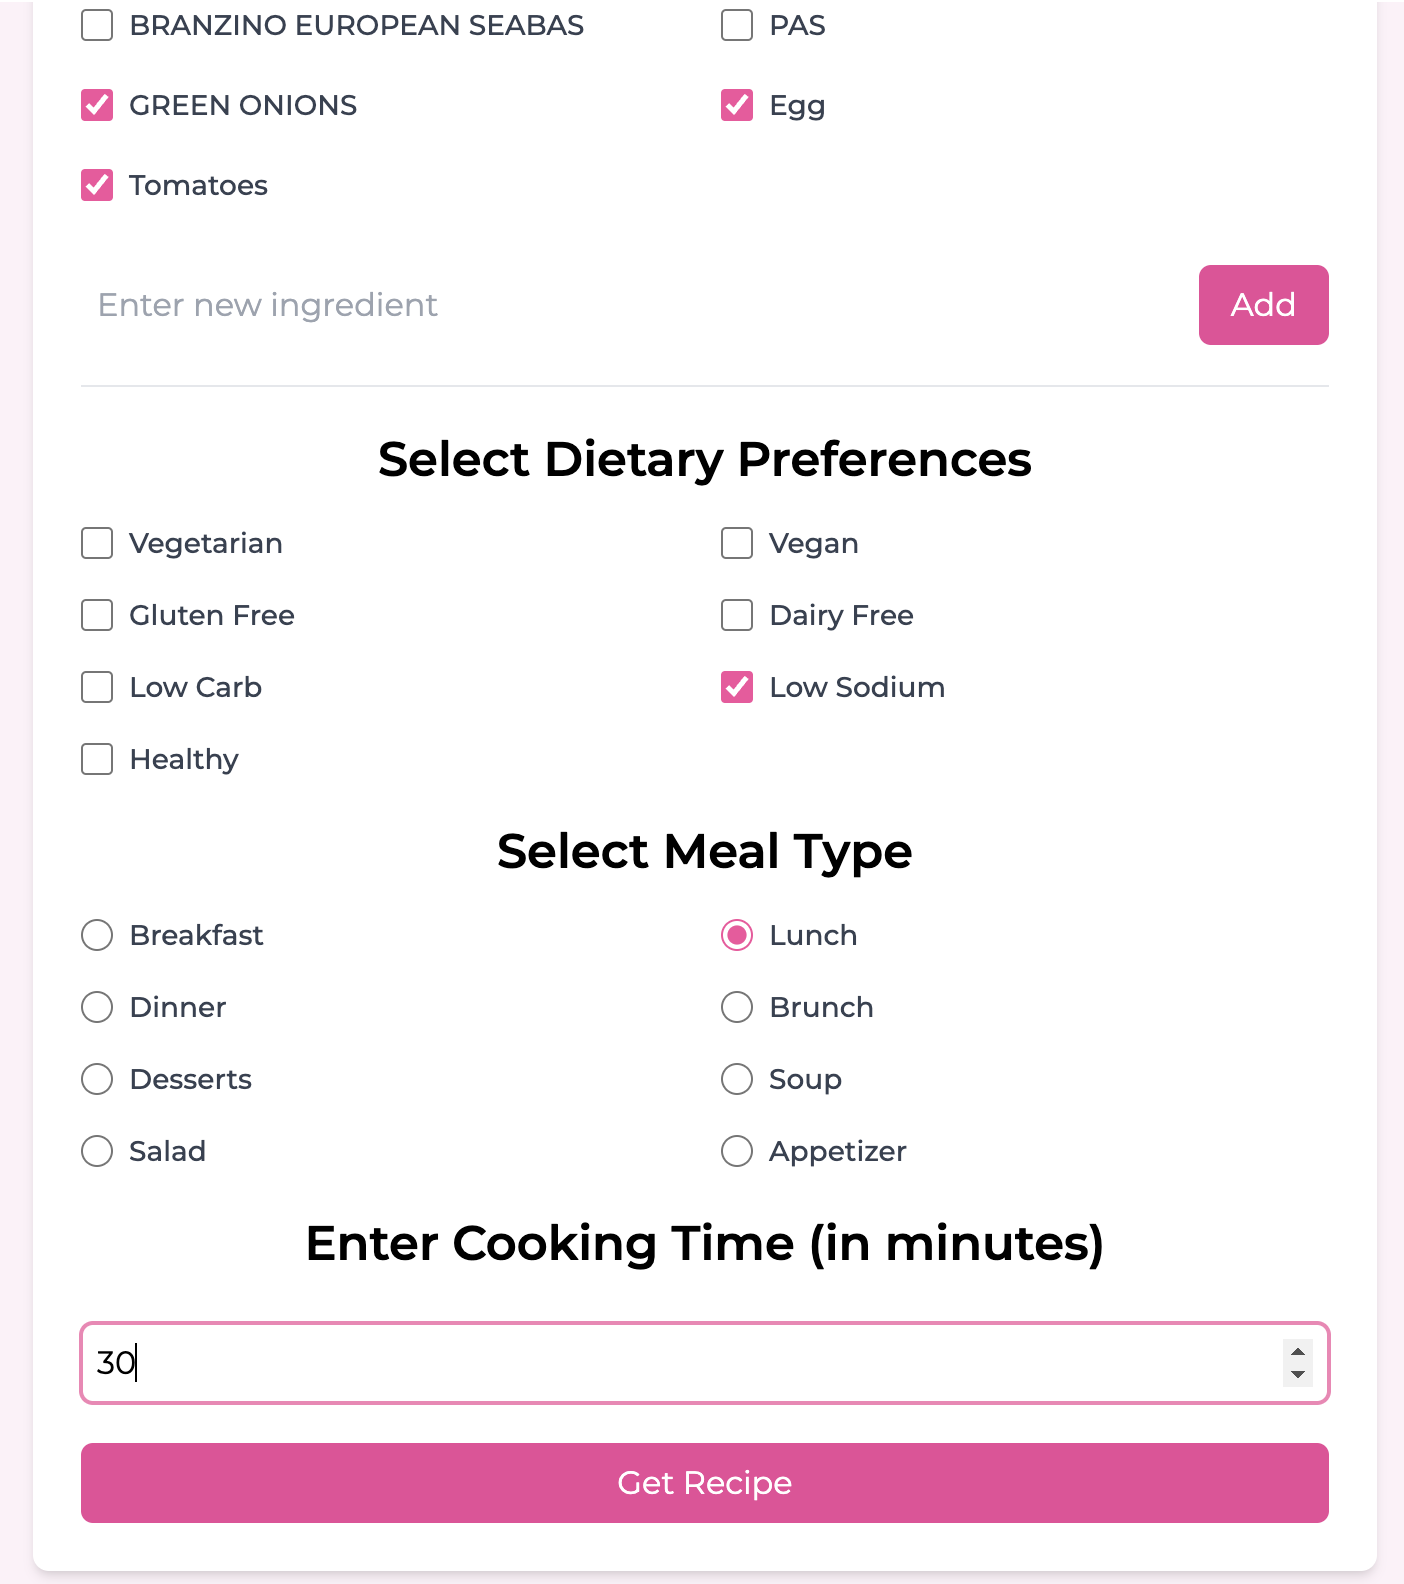 BRANZINO EUROPEAN SEABAS
PAS
GREEN ONIONS
Egg
Tomatoes
Enter new ingredient
Add
Select Dietary Preferences
Vegetarian
Vegan
Gluten Free
Dairy Free
Low Carb
Low Sodium
Healthy
Select Meal Type
Breakfast
Lunch
Dinner
Brunch
Desserts
Soup
Salad
Appetizer
Enter Cooking Time (in minutes)
30
Get Recipe